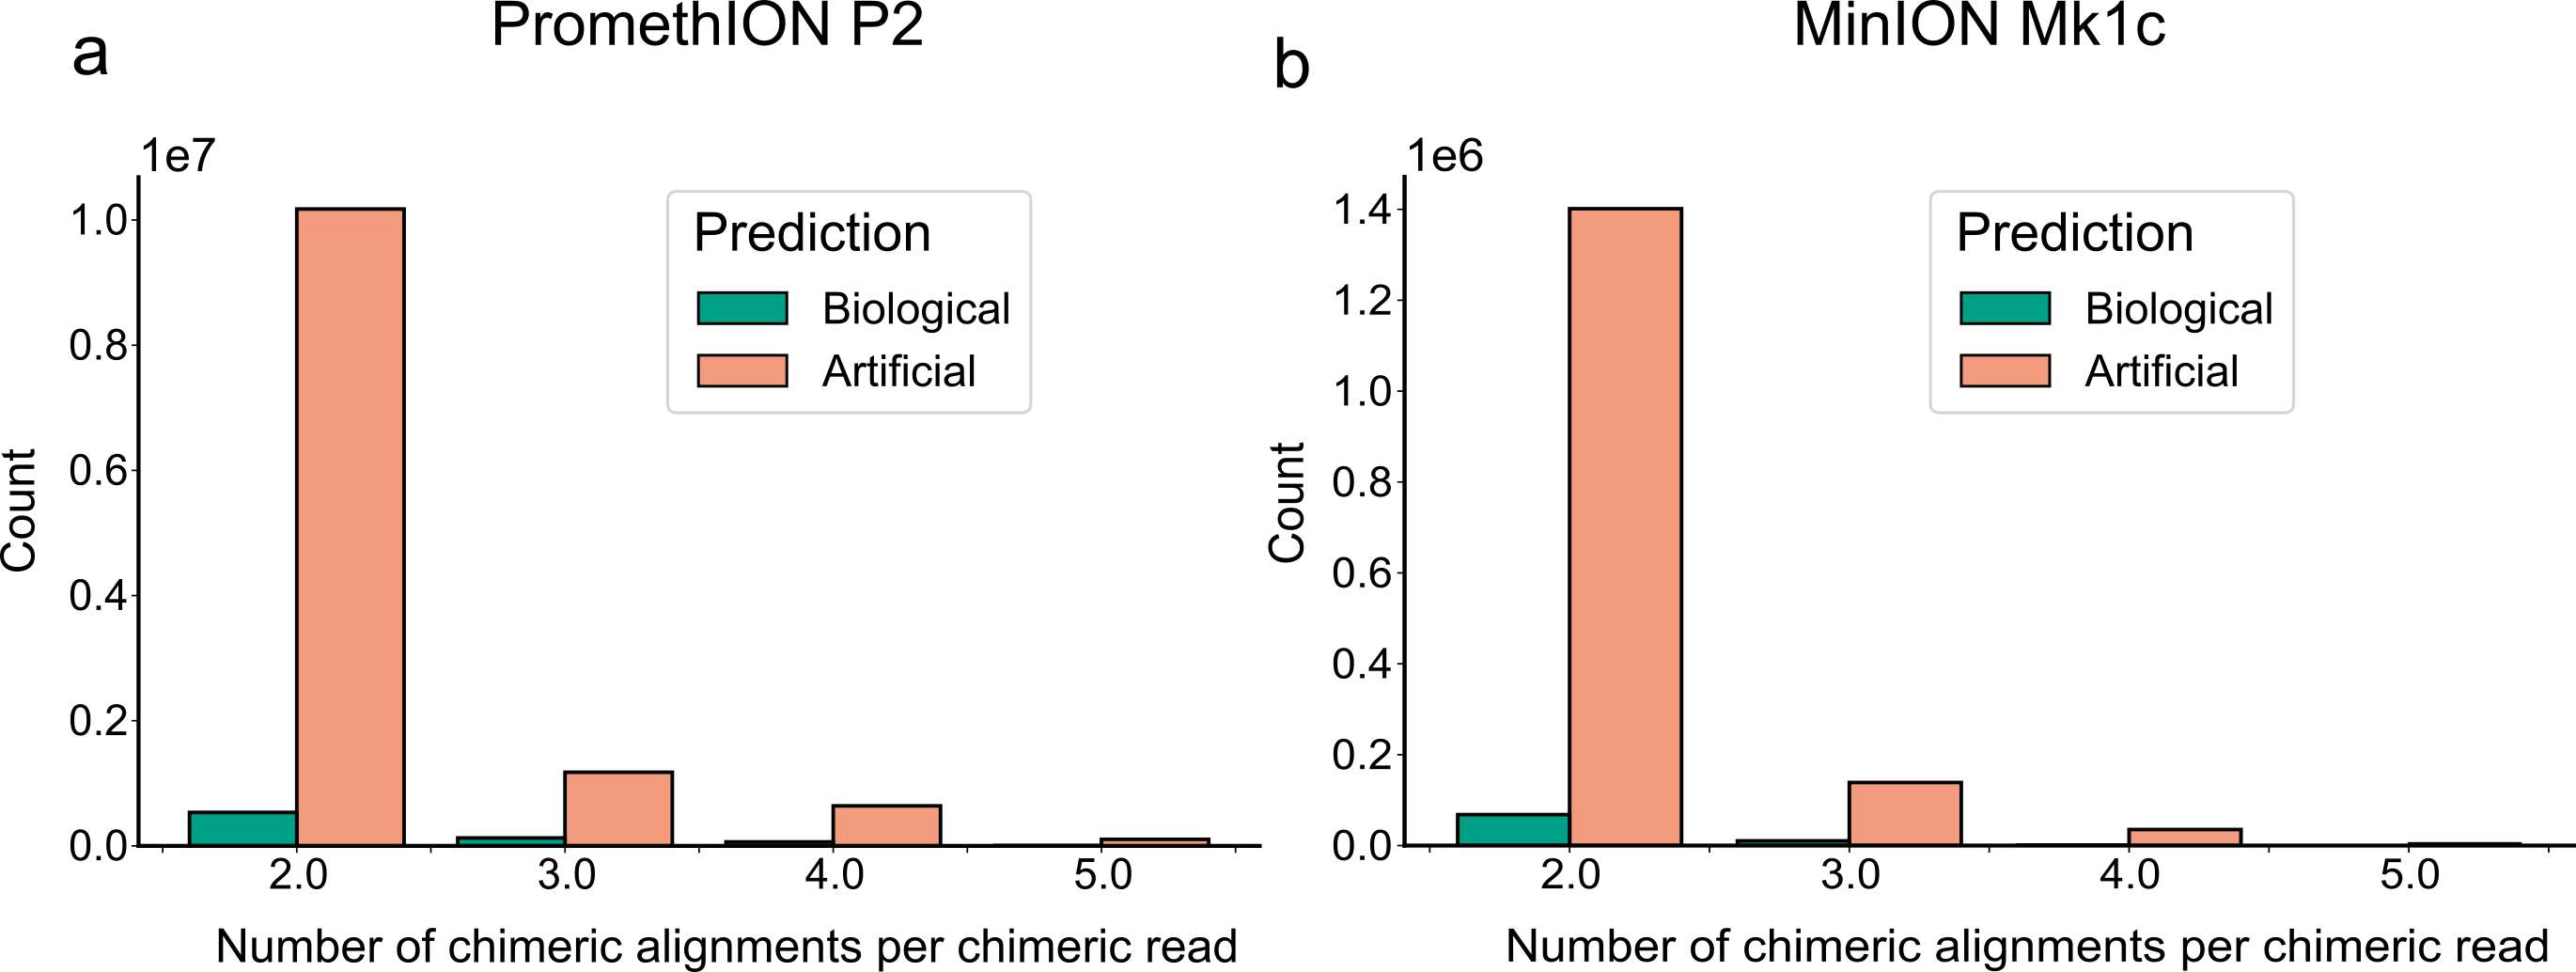 PromethION P2
a
1e7
1.0
0.8
0.6
0.4
0.2
0.0
Count
Prediction
Biological
Artificial
2.0 3.0 4.0 5.0
Number of chimeric alignments per chimeric read
MinION Mk1c
b
1e6
1.4
1.2
1.0
0.8
0.6
0.4
0.2
0.0
Count
Prediction
Biological
Artificial
2.0 3.0 4.0 5.0
Number of chimeric alignments per chimeric read